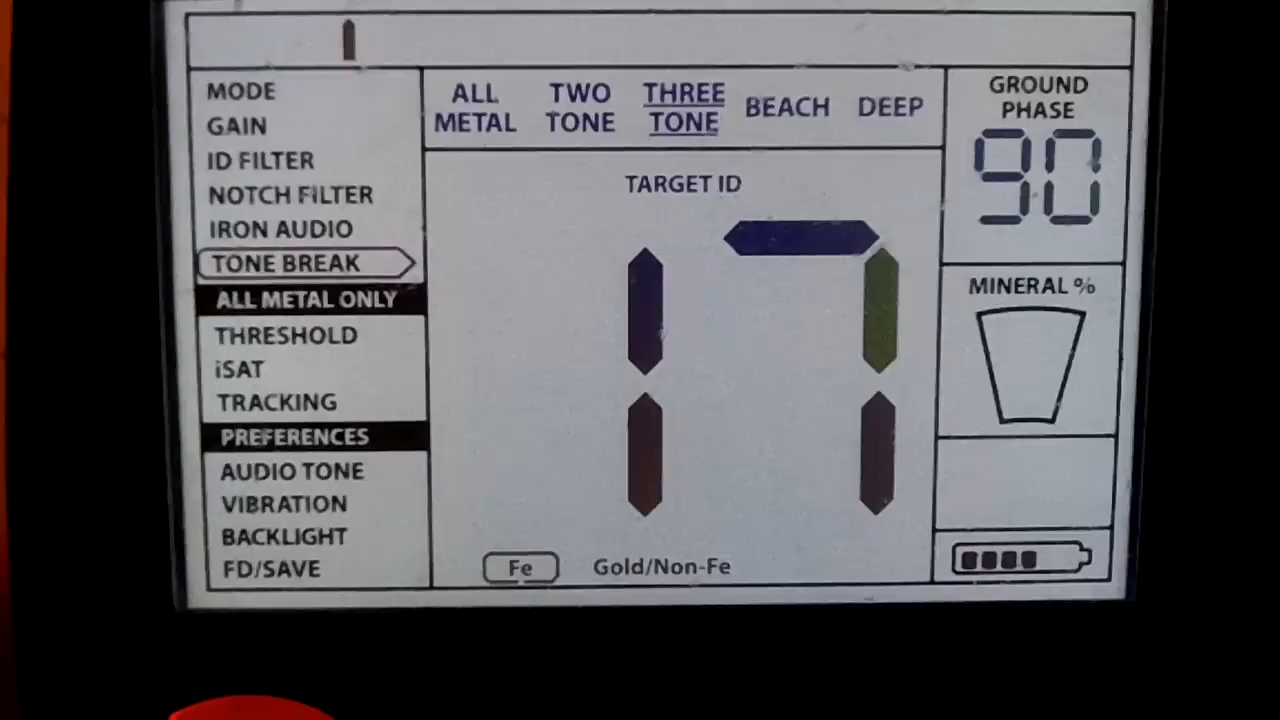 MODE
GAIN
ID FILTER
NOTCH FILTER
IRON AUDIO
TONE BREAK
ALL METAL ONLY
THRESHOLD
iSAT
TRACKING
PREFERENCES
AUDIO TONE
VIBRATION
BACKLIGHT
FD/SAVE
ALL METAL
TWO TONE
THREE TONE
BEACH
DEEP
TARGET ID
17
Fe
Gold/Non-Fe
GROUND
PHASE
90
MINERAL %